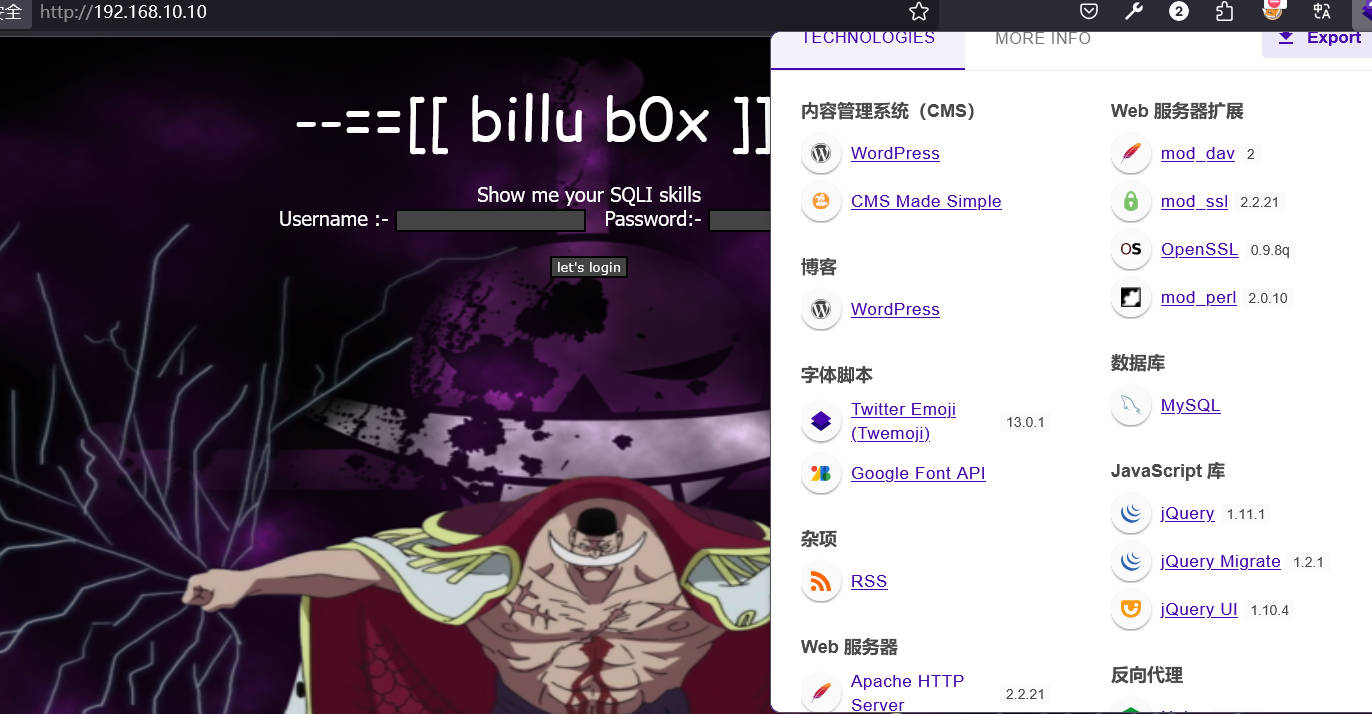 安全 http://192.168.10.10
2
TECHNOLOGIES
MORE INFO
Export
--==[[ billu b0x ]]
Show me your SQLI skills
Username :-
Password:-
let's login
内容管理系统（CMS）
WordPress
CMS Made Simple
博客
WordPress
字体脚本
Twitter Emoji
(Twemoji) 13.0.1
Google Font API
杂项
RSS
Web 服务器
Apache HTTP
Server 2.2.21
Web 服务器扩展
mod_dav 2
mod_ssl 2.2.21
OpenSSL 0.9.8q
mod_perl 2.0.10
数据库
MySQL
JavaScript 库
jQuery 1.11.1
jQuery Migrate 1.2.1
jQuery UI 1.10.4
反向代理